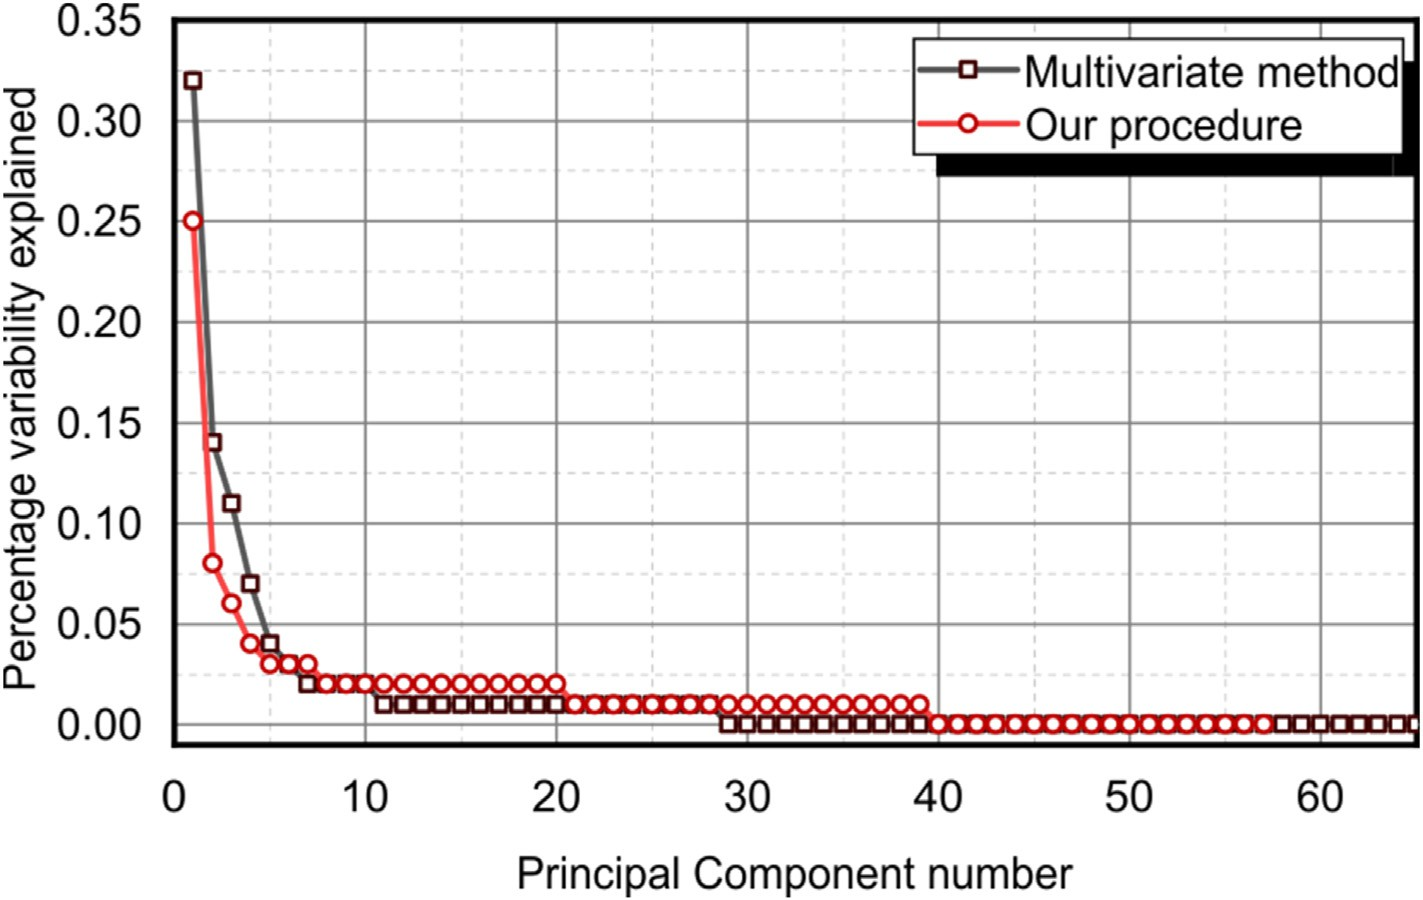 0.35
0.30
0.25
0.20
0.15
0.10
0.05
0.00
Percentage variability explained
Multivariate method
Our procedure
0 10 20 30 40 50 60
Principal Component number